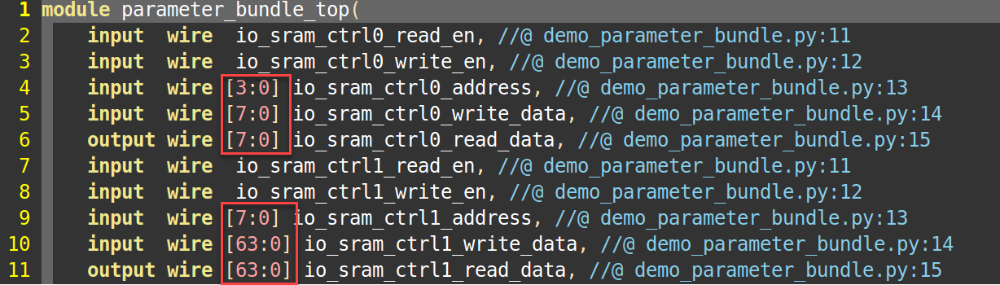 1 module parameter_bundle_top(
2 input wire io_sram_ctrl0_read_en, //@ demo_parameter_bundle.py:11
3 input wire io_sram_ctrl0_write_en, //@ demo_parameter_bundle.py:12
4 input wire [3:0] io_sram_ctrl0_address, //@ demo_parameter_bundle.py:13
5 input wire [7:0] io_sram_ctrl0_write_data, //@ demo_parameter_bundle.py:14
6 output wire [7:0] io_sram_ctrl0_read_data, //@ demo_parameter_bundle.py:15
7 input wire io_sram_ctrl1_read_en, //@ demo_parameter_bundle.py:11
8 input wire io_sram_ctrl1_write_en, //@ demo_parameter_bundle.py:12
9 input wire [7:0] io_sram_ctrl1_address, //@ demo_parameter_bundle.py:13
10 input wire [63:0] io_sram_ctrl1_write_data, //@ demo_parameter_bundle.py:14
11 output wire [63:0] io_sram_ctrl1_read_data, //@ demo_parameter_bundle.py:15